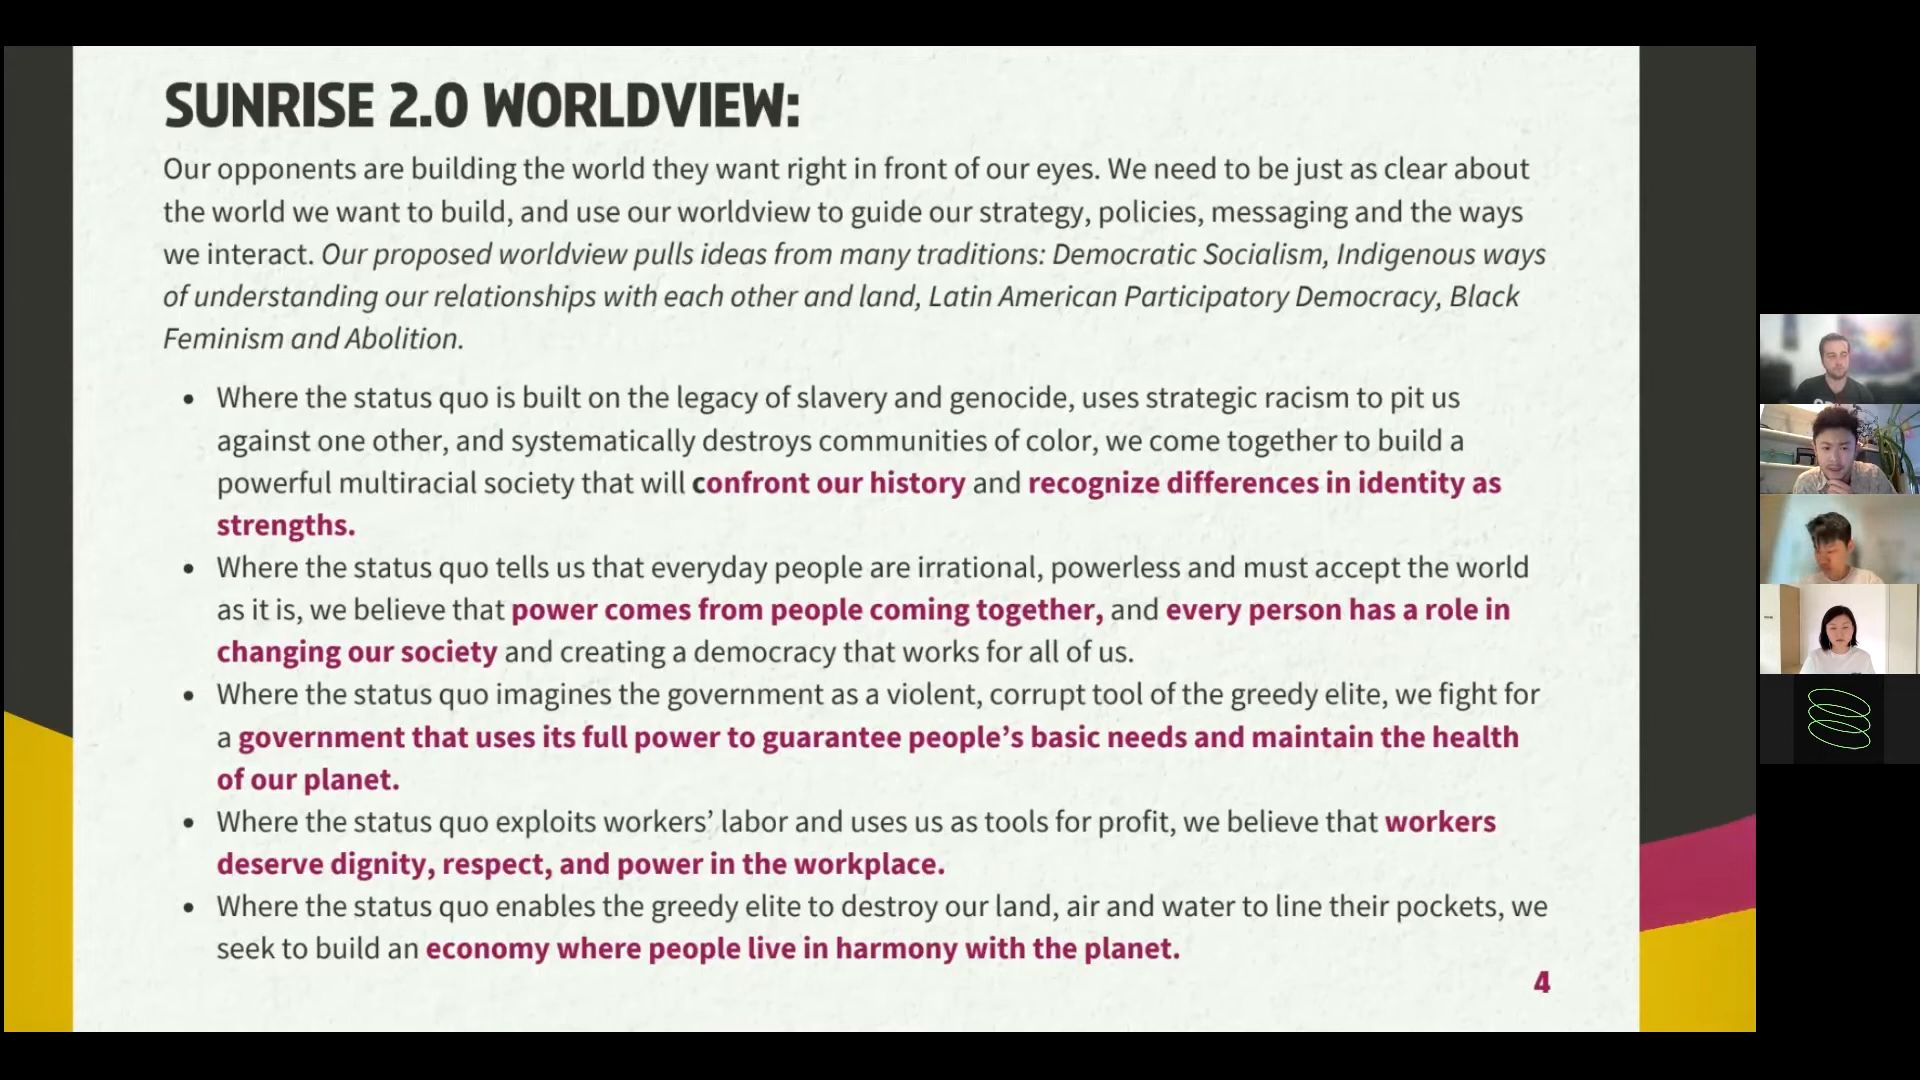 SUNRISE 2.0 WORLDVIEW:
Our opponents are building the world they want right in front of our eyes. We need to be just as clear about
the world we want to build, and use our worldview to guide our strategy, policies, messaging and the ways
we interact. Our proposed worldview pulls ideas from many traditions: Democratic Socialism, Indigenous ways
of understanding our relationships with each other and land, Latin American Participatory Democracy, Black
Feminism and Abolition.
• Where the status quo is built on the legacy of slavery and genocide, uses strategic racism to pit us
against one other, and systematically destroys communities of color, we come together to build a
powerful multiracial society that will confront our history and recognize differences in identity as
strengths.
• Where the status quo tells us that everyday people are irrational, powerless and must accept the world
as it is, we believe that power comes from people coming together, and every person has a role in
changing our society and creating a democracy that works for all of us.
• Where the status quo imagines the government as a violent, corrupt tool of the greedy elite, we fight for
a government that uses its full power to guarantee people’s basic needs and maintain the health
of our planet.
• Where the status quo exploits workers’ labor and uses us as tools for profit, we believe that workers
deserve dignity, respect, and power in the workplace.
• Where the status quo enables the greedy elite to destroy our land, air and water to line their pockets, we
seek to build an economy where people live in harmony with the planet.
4